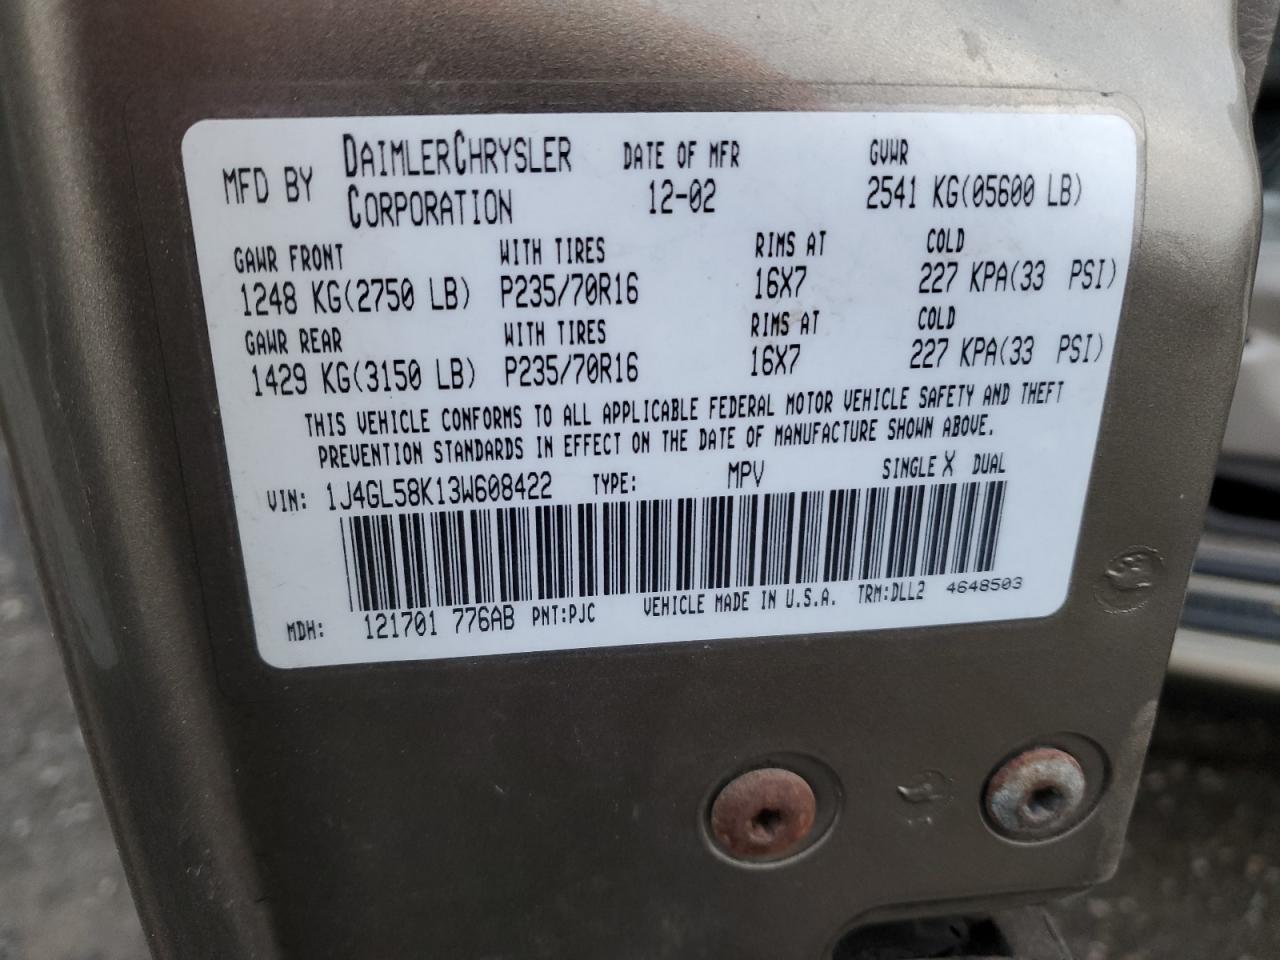 MFD BY DAIMLERCHRYSLER CORPORATION DATE OF MFR 12-02 GVWR 2541 KG(05600 LB)
GAWR FRONT WITH TIRES RIMS AT COLD
1248 KG(2750 LB) P235/70R16 16X7 227 KPA(33 PSI)
GAWR REAR WITH TIRES RIMS AT COLD
1429 KG(3150 LB) P235/70R16 16X7 227 KPA(33 PSI)
THIS VEHICLE CONFORMS TO ALL APPLICABLE FEDERAL MOTOR VEHICLE SAFETY AND THEFT
PREVENTION STANDARDS IN EFFECT ON THE DATE OF MANUFACTURE SHOWN ABOVE.
VIN: 1J4GL58K13W608422 TYPE: MPV SINGLE X DUAL
MDH: 121701 776AB PNT:PJC VEHICLE MADE IN U.S.A. TRM:DLL2 4648503